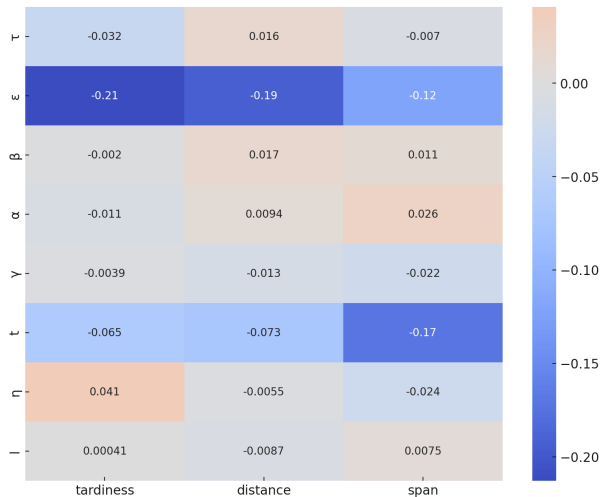 τ -0.032 0.016 -0.007
ε -0.21 -0.19 -0.12
β -0.002 0.017 0.011
α -0.011 0.0094 0.026
γ -0.0039 -0.013 -0.022
t -0.065 -0.073 -0.17
η 0.041 -0.0055 -0.024
l 0.00041 -0.0087 0.0075
tardiness distance span
0.00
−0.05
−0.10
−0.15
−0.20